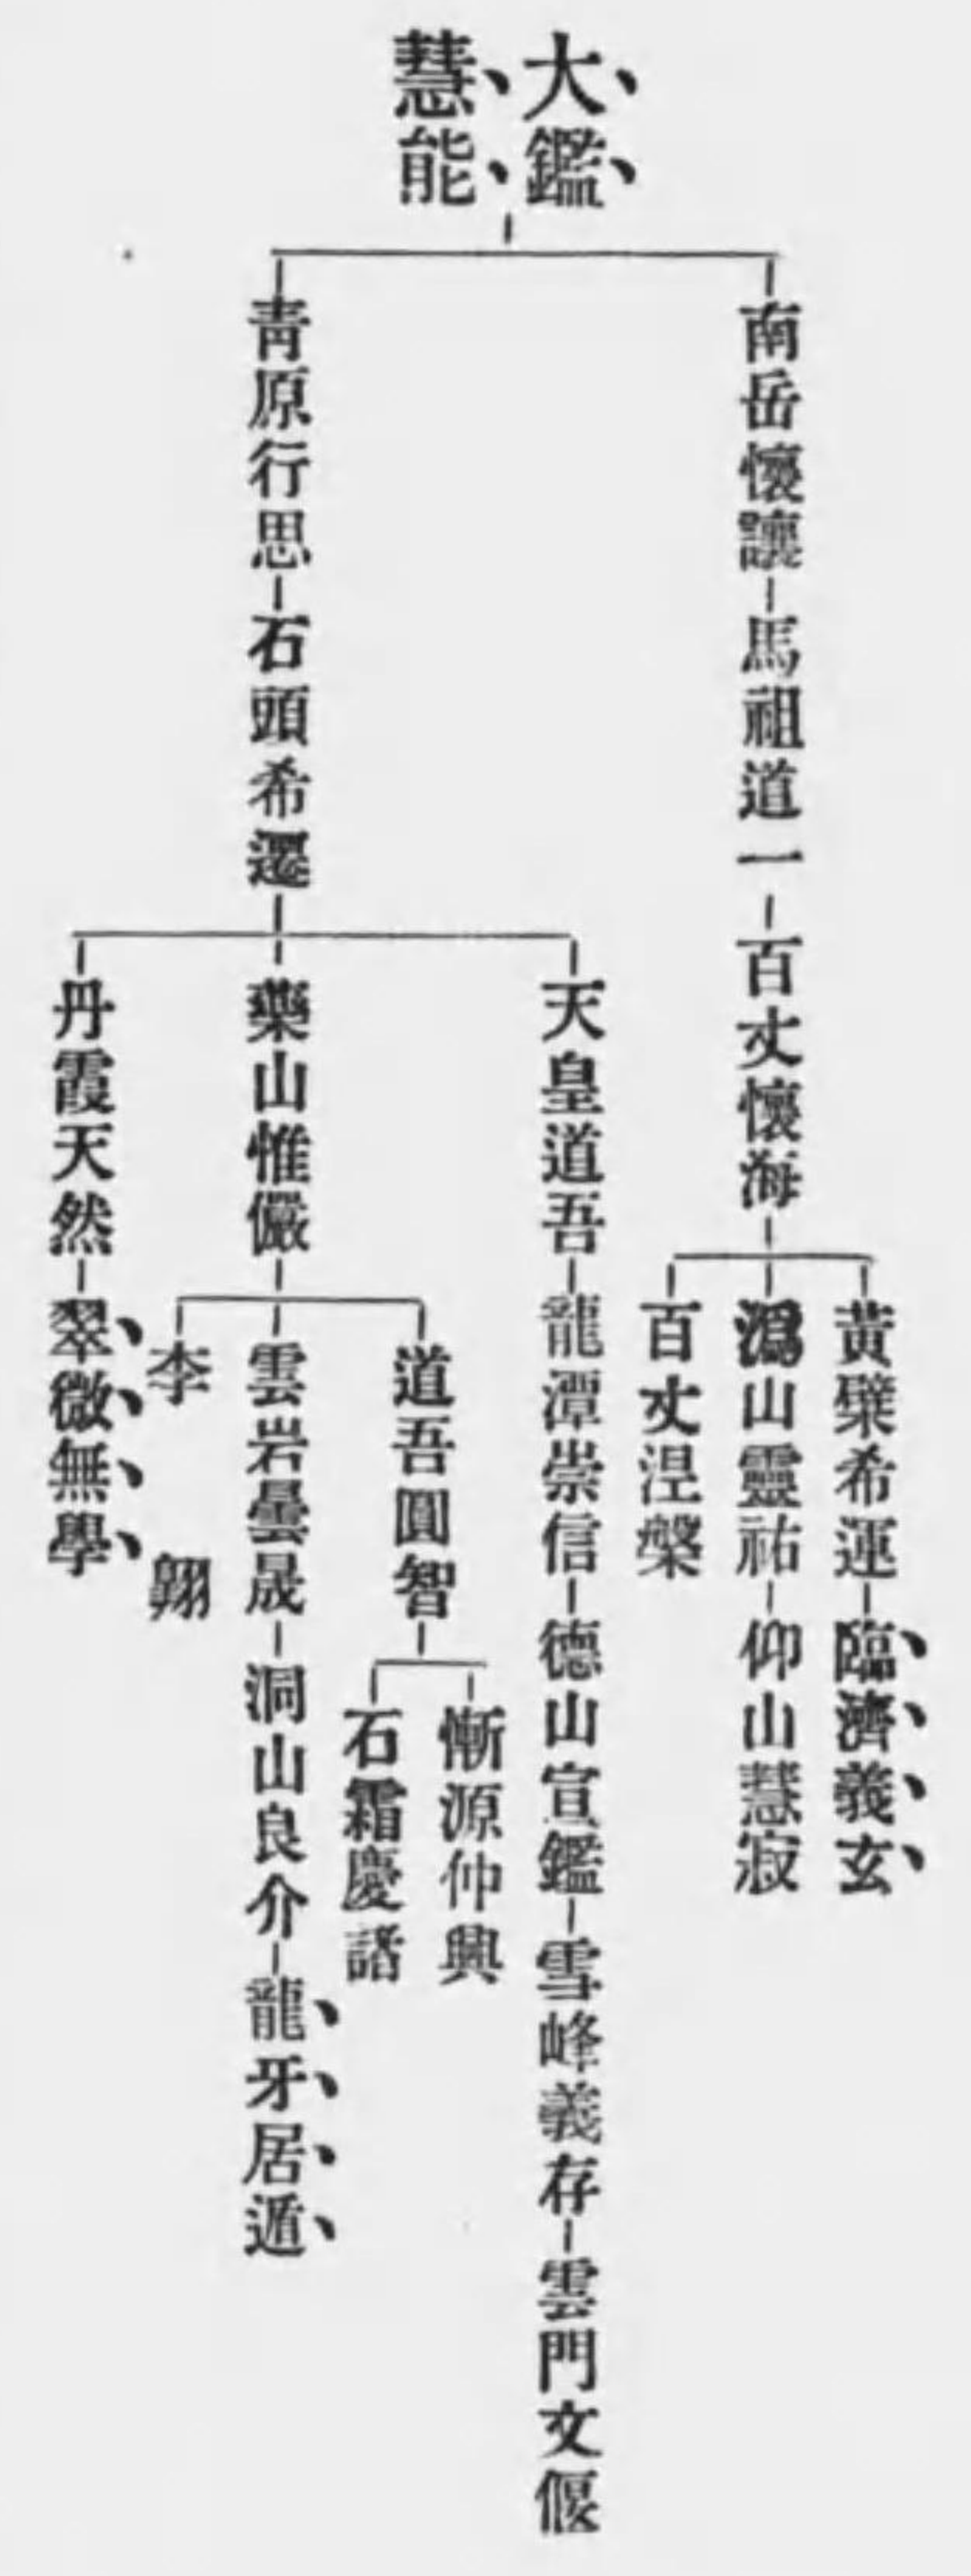 大鑑
慧能
南岳懷讓
馬祖道一
百丈懷海
黃檗希運
臨濟義玄
潙山靈祐
仰山慧寂
百丈涅槃
靑原行思
石頭希遷
天皇道吾
龍潭崇信
德山宣鑑
雪峰義存
雲門文偃
藥山惟儼
道吾圓智
慚源仲興
石霜慶諸
雲岩曇晟
洞山良介
龍牙居遁
李翶
丹霞天然
翠微無學